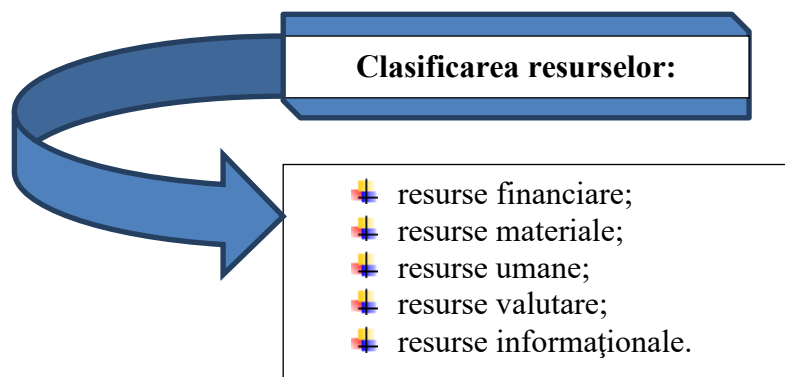 Clasificarea resurselor:
resurse financiare;
resurse materiale;
resurse umane;
resurse valutare;
resurse informaţionale.